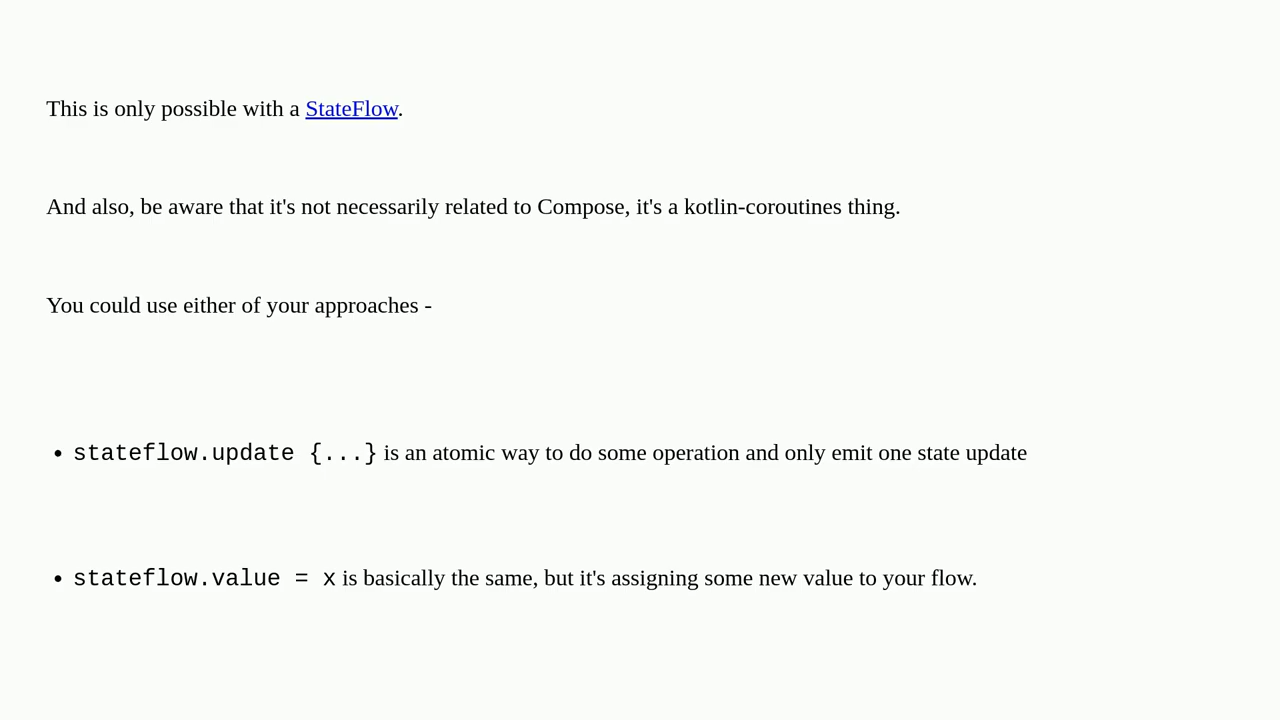 This is only possible with a StateFlow.
And also, be aware that it's not necessarily related to Compose, it's a kotlin-coroutines thing.
You could use either of your approaches -
• stateflow.update {...} is an atomic way to do some operation and only emit one state update
• stateflow.value = x is basically the same, but it's assigning some new value to your flow.